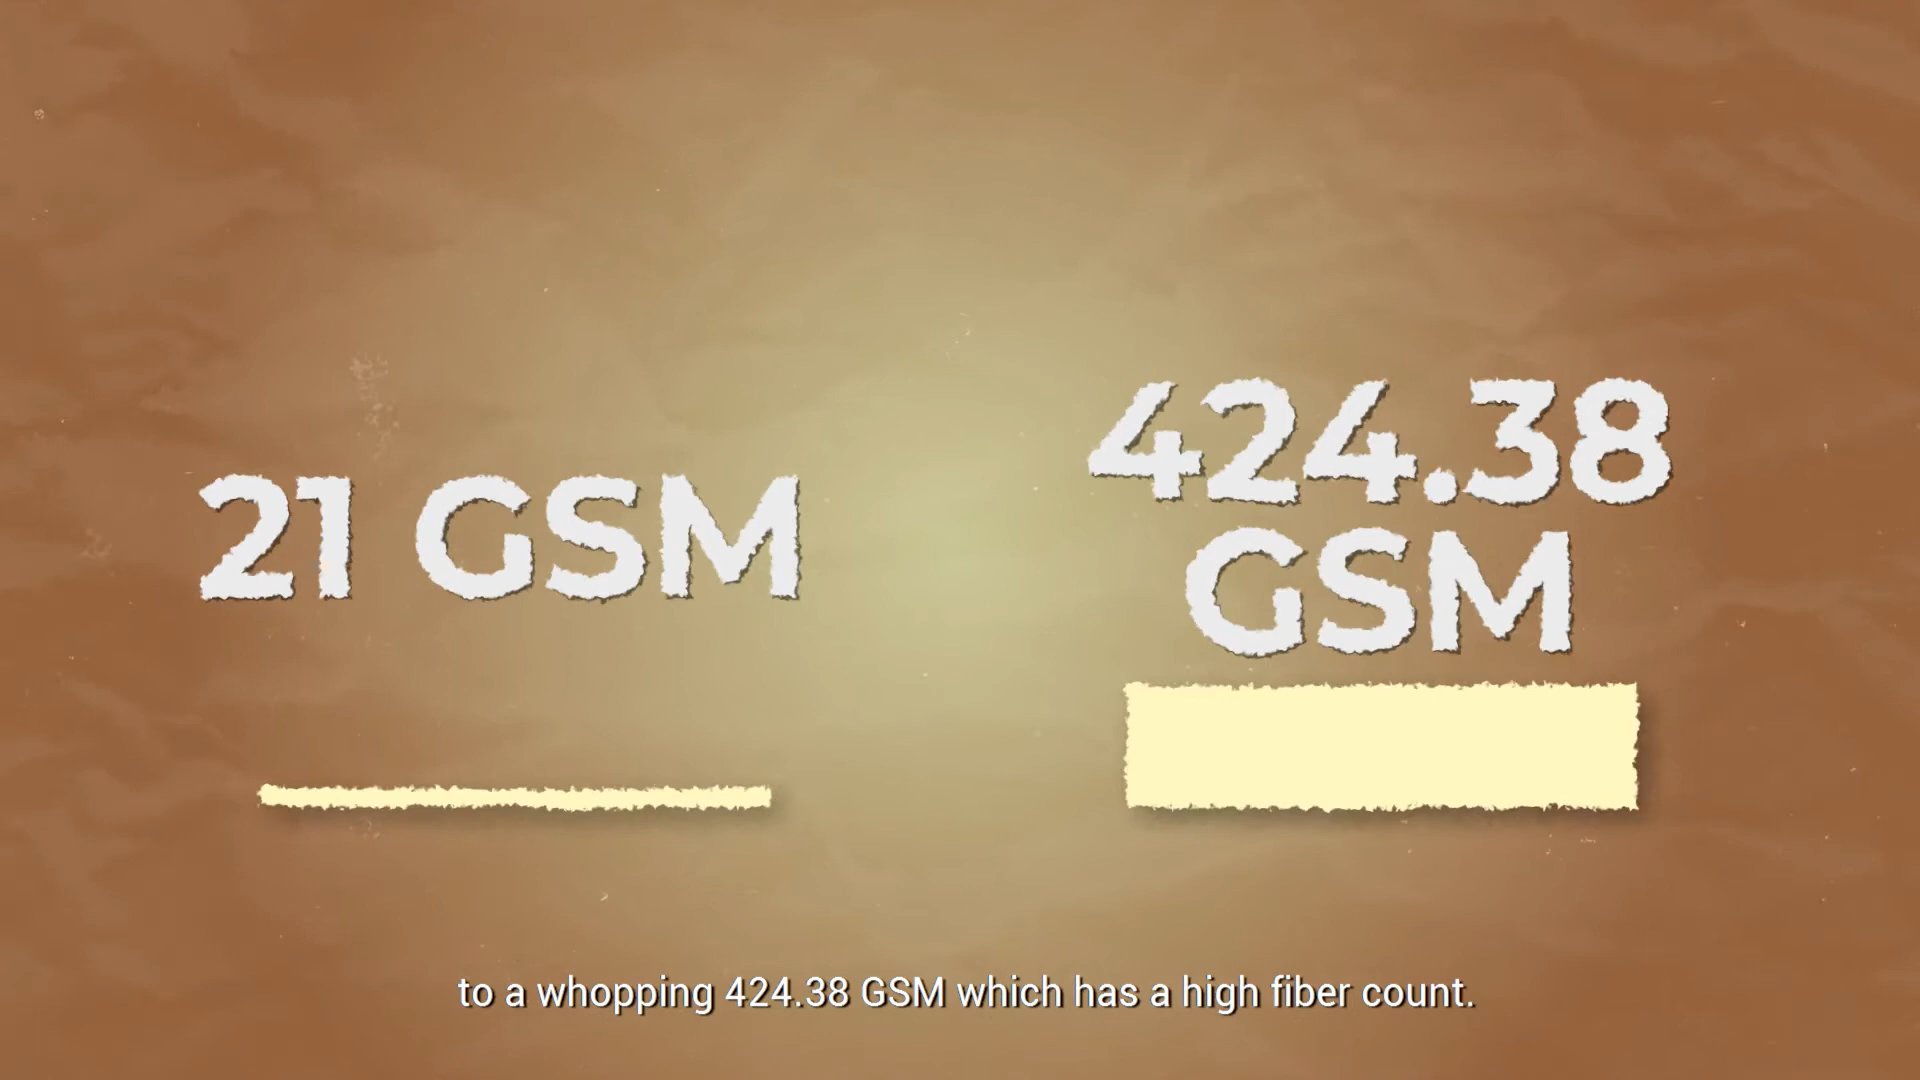 21 GSM
424.38
GSM
to a whopping 424.38 GSM which has a high fiber count.